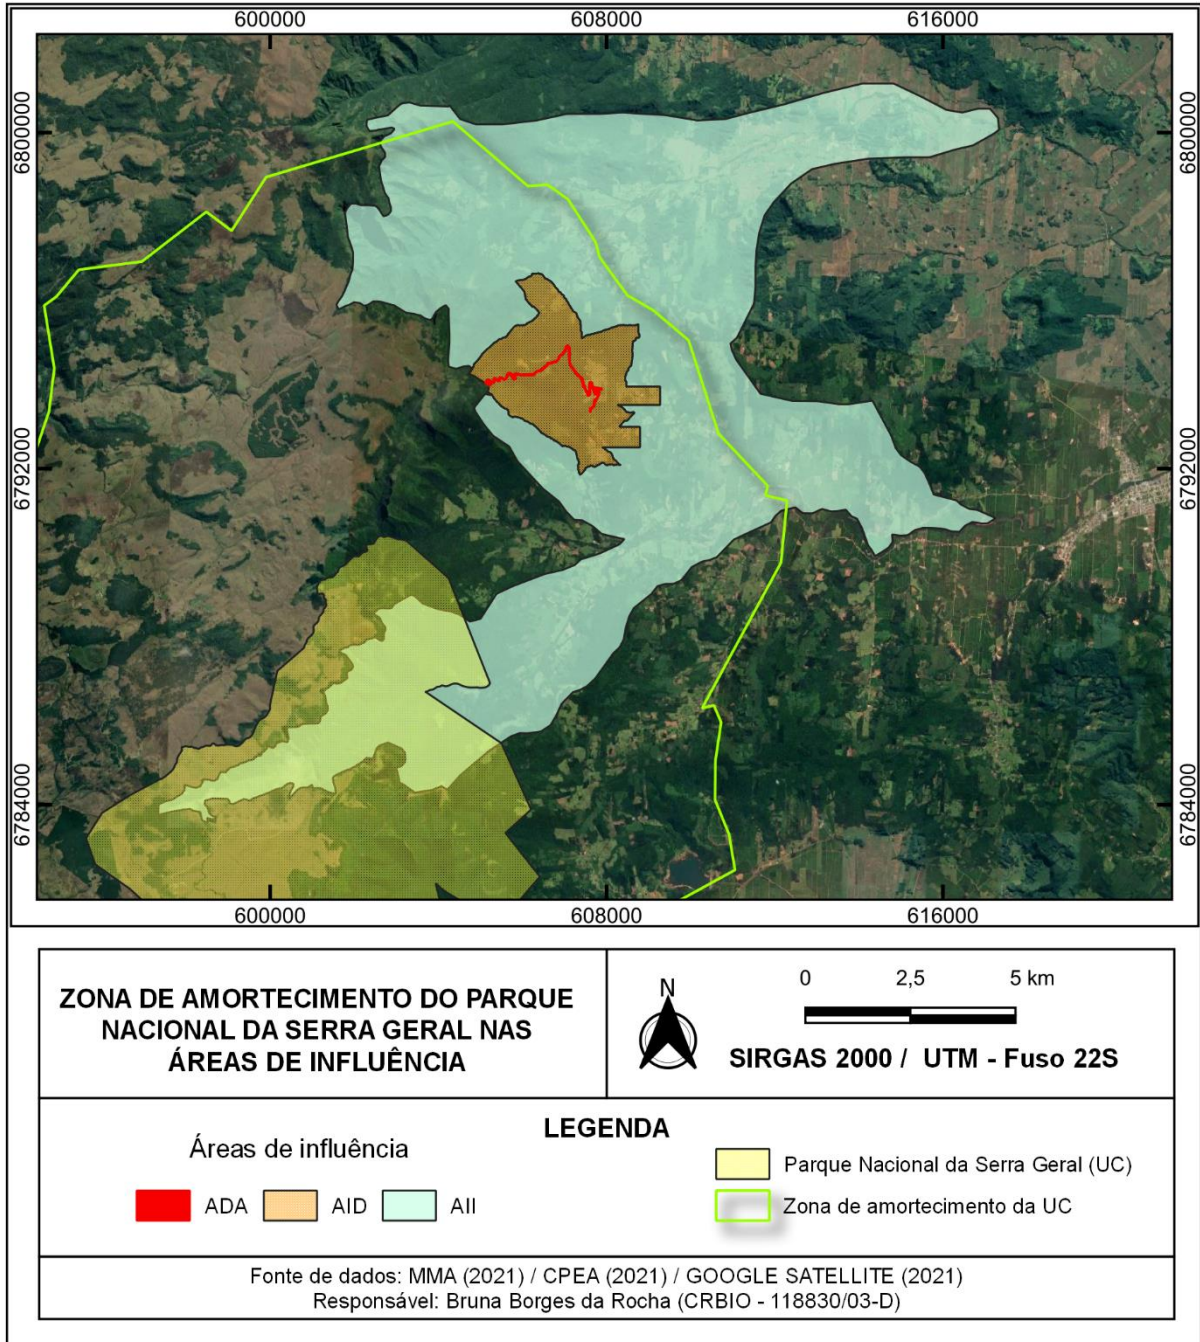 600000
608000
616000
6800000
6800000
6792000
6792000
6784000
6784000
600000
608000
616000
ZONA DE AMORTECIMENTO DO PARQUE
NACIONAL DA SERRA GERAL NAS
ÁREAS DE INFLUÊNCIA
N
0 2,5 5 km
SIRGAS 2000 / UTM - Fuso 22S
LEGENDA
Áreas de influência
ADA AID AII
Parque Nacional da Serra Geral (UC)
Zona de amortecimento da UC
Fonte de dados: MMA (2021) / CPEA (2021) / GOOGLE SATELLITE (2021)
Responsável: Bruna Borges da Rocha (CRBIO - 118830/03-D)